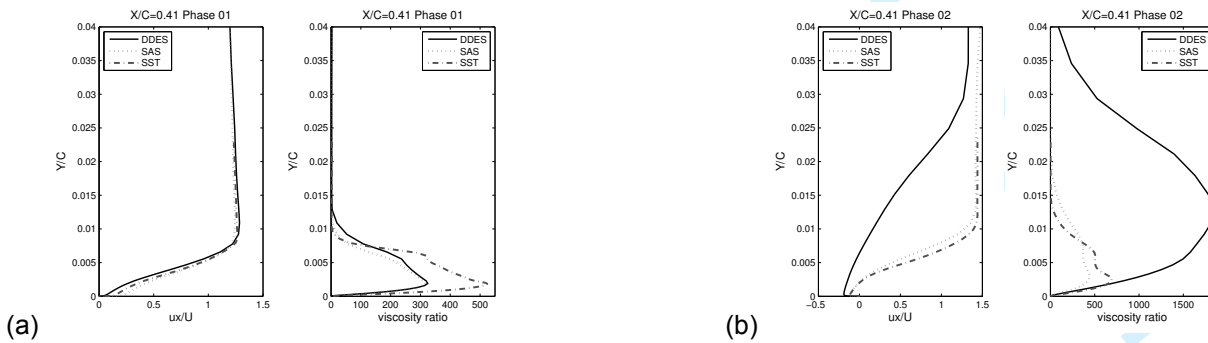 X/C=0.41 Phase 01
0.04
0.035
0.03
0.025
0.02
0.015
0.01
0.005
0
Y/C
DDES
SAS
SST
0 0.5 1 1.5
ux/U
X/C=0.41 Phase 01
0.04
0.035
0.03
0.025
0.02
0.015
0.01
0.005
0
Y/C
DDES
SAS
SST
0 100 200 300 400 500
viscosity ratio
(a)
X/C=0.41 Phase 02
0.04
0.035
0.03
0.025
0.02
0.015
0.01
0.005
0
Y/C
DDES
SAS
SST
−0.5 0 0.5 1 1.5
ux/U
X/C=0.41 Phase 02
0.04
0.035
0.03
0.025
0.02
0.015
0.01
0.005
0
Y/C
DDES
SAS
SST
0 500 1000 1500
viscosity ratio
(b)